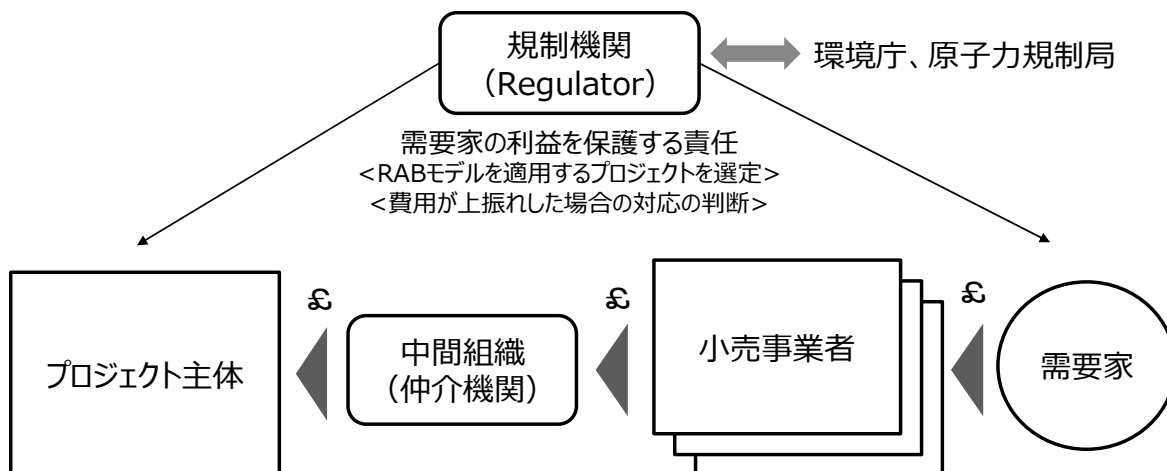 規制機関
（Regulator）
環境庁、原子力規制局
需要家の利益を保護する責任
<RABモデルを適用するプロジェクトを選定>
<費用が上振れした場合の対応の判断>
£
£
£
プロジェクト主体
中間組織
（仲介機関）
小売事業者
需要家